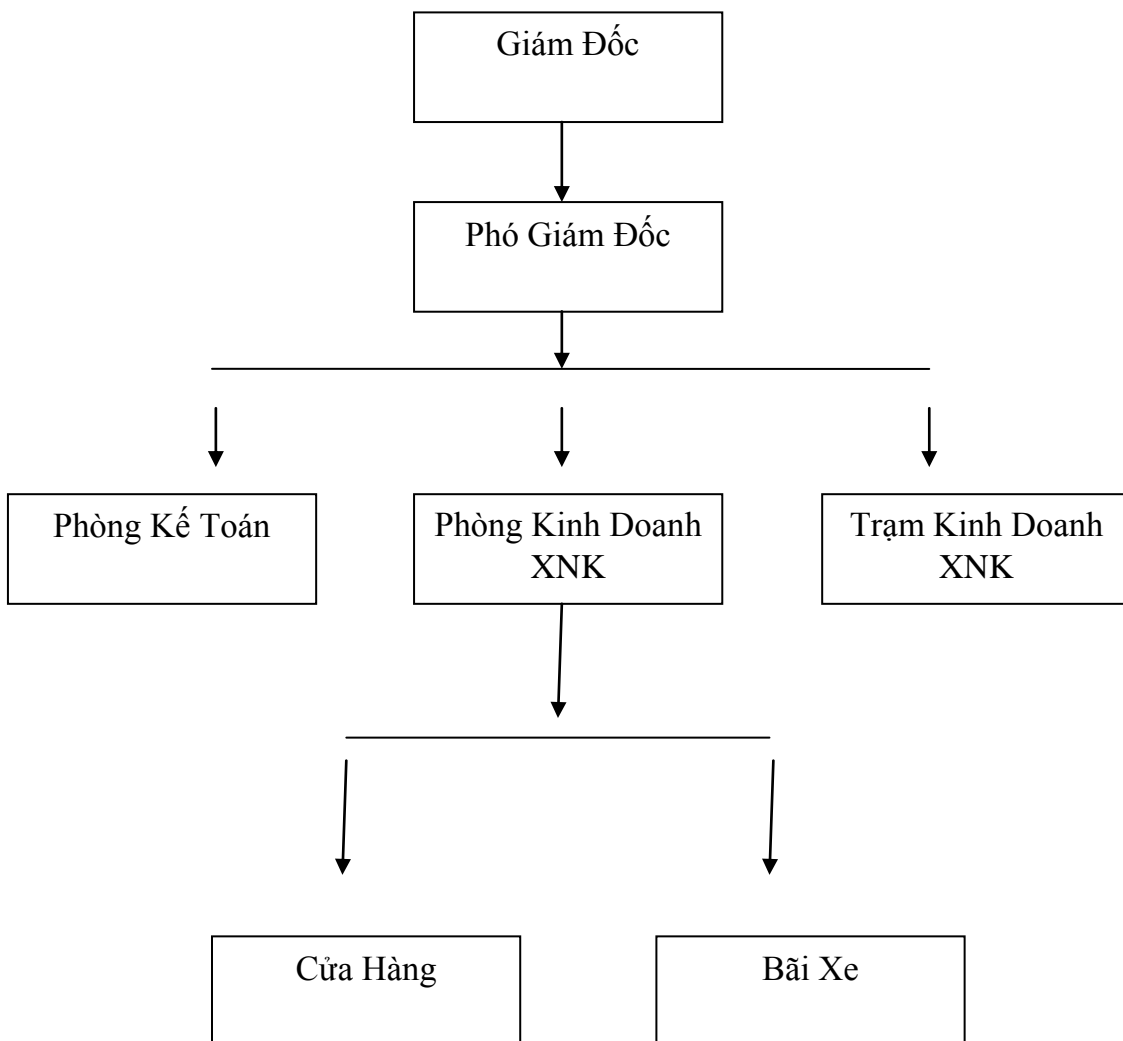 Giám Đốc
Phó Giám Đốc
Phòng Kế Toán
Phòng Kinh Doanh
XNK
Trạm Kinh Doanh
XNK
Cửa Hàng
Bãi Xe